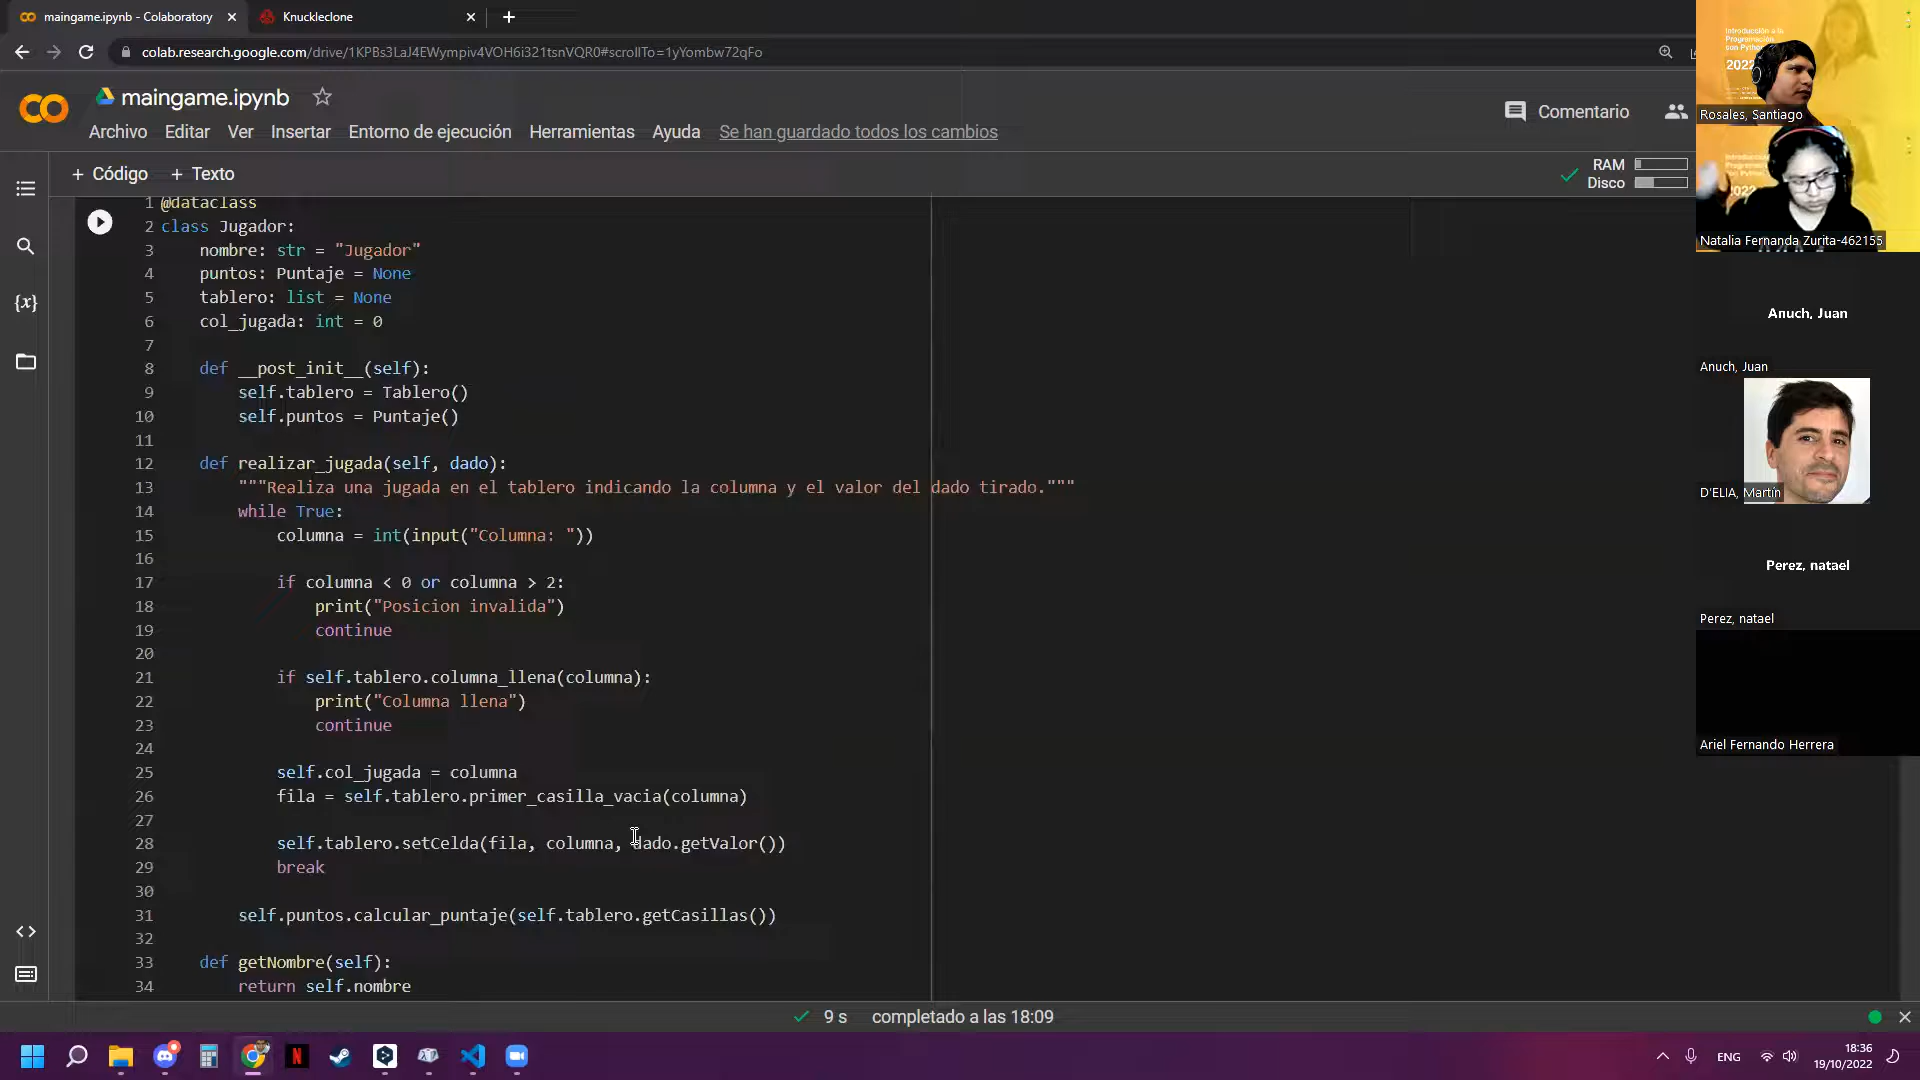 maingame.ipynb - Colaboratory
Knuckleclone
colab.research.google.com/drive/1KPBs3LaJ4EWympiv4VOH6i321tsnVQR0#scrollTo=1yYombw72qFo
maingame.ipynb
Archivo Editar Ver Insertar Entorno de ejecución Herramientas Ayuda Se han guardado todos los cambios
Comentario
+ Código + Texto
RAM
Disco
1 @dataclass
2 class Jugador:
3 nombre: str = "Jugador"
4 puntos: Puntaje = None
5 tablero: list = None
6 col_jugada: int = 0
7
8 def __post_init__(self):
9 self.tablero = Tablero()
10 self.puntos = Puntaje()
11
12 def realizar_jugada(self, dado):
13 """Realiza una jugada en el tablero indicando la columna y el valor del dado tirado."""
14 while True:
15 columna = int(input("Columna: "))
16
17 if columna < 0 or columna > 2:
18 print("Posicion invalida")
19 continue
20
21 if self.tablero.columna_llena(columna):
22 print("Columna llena")
23 continue
24
25 self.col_jugada = columna
26 fila = self.tablero.primer_casilla_vacia(columna)
27
28 self.tablero.setCelda(fila, columna, dado.getValor())
29 break
30
31 self.puntos.calcular_puntaje(self.tablero.getCasillas())
32
33 def getNombre(self):
34 return self.nombre
9 s completado a las 18:09
Introducción a la
Programación
con Python
2022
Rosales, Santiago
Natalia Fernanda Zurita-462155
Anuch, Juan
Anuch, Juan
D'ELIA, Martín
Perez, natael
Perez, natael
Ariel Fernando Herrera
ENG
18:36
19/10/2022